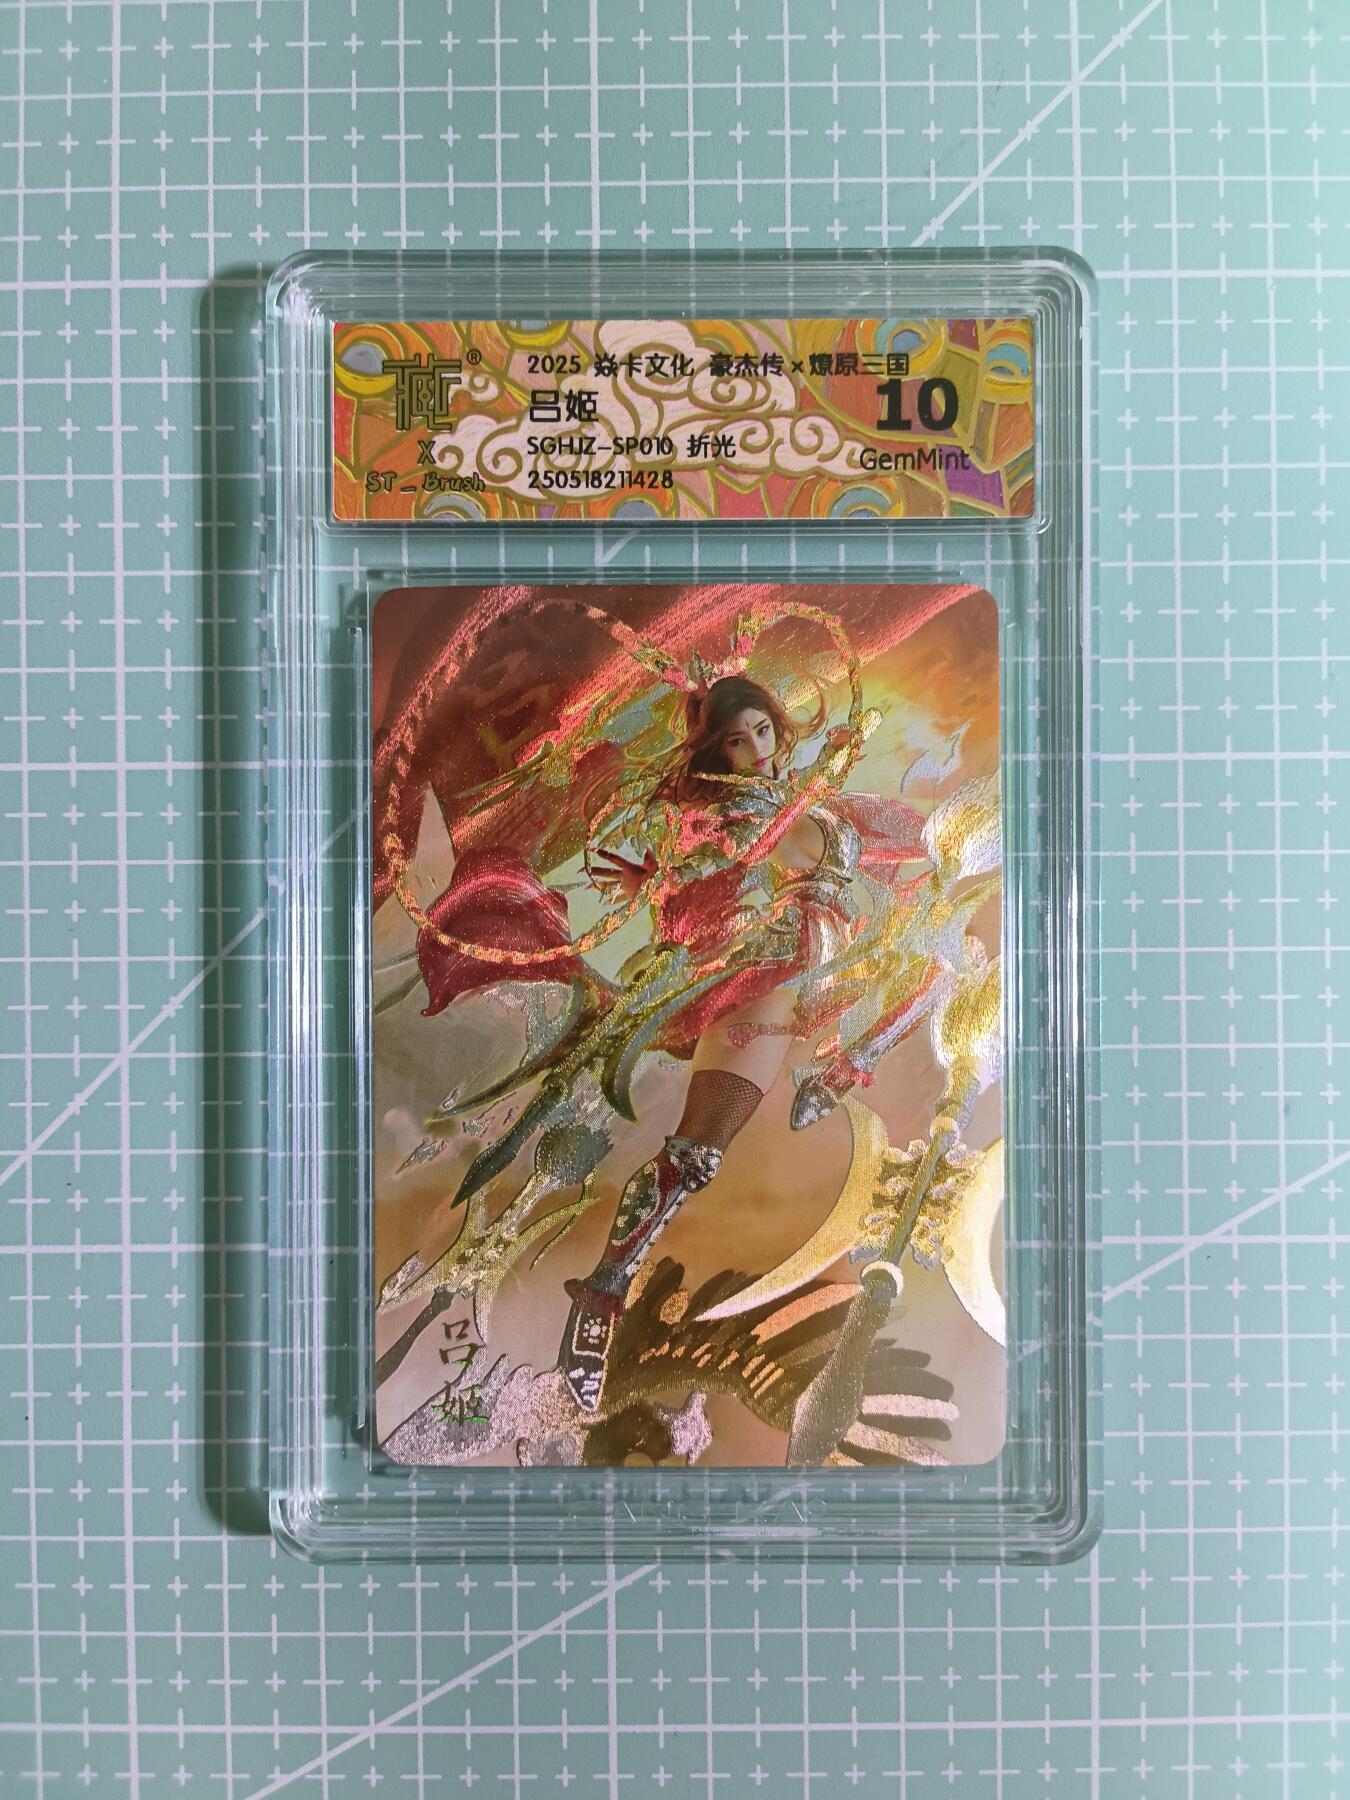 藏®
X
ST_Brush
2025 焱卡文化 豪杰传×燎原三国
吕姬
SGHJZ-SP010 折光
250518211428
10
GemMint
吕姬